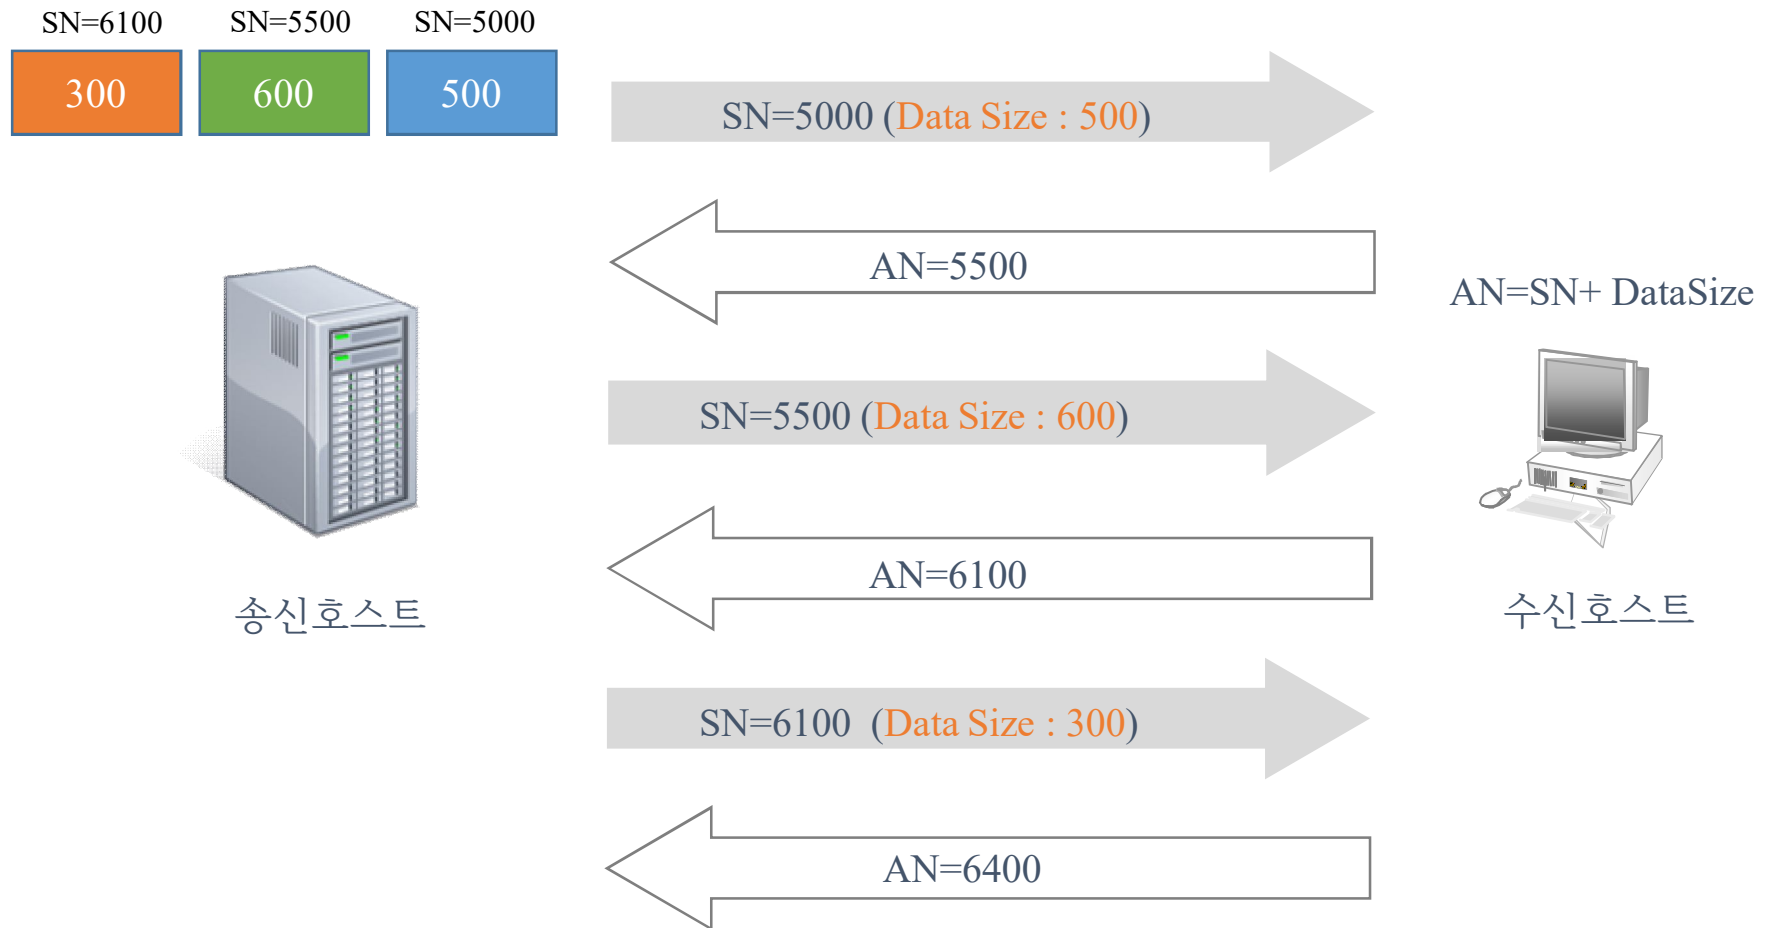 SN=6100 SN=5500 SN=5000
300 600 500
SN=5000 (Data Size : 500)
AN=5500
AN=SN+ DataSize
SN=5500 (Data Size : 600)
AN=6100
송신호스트
수신호스트
SN=6100 (Data Size : 300)
AN=6400